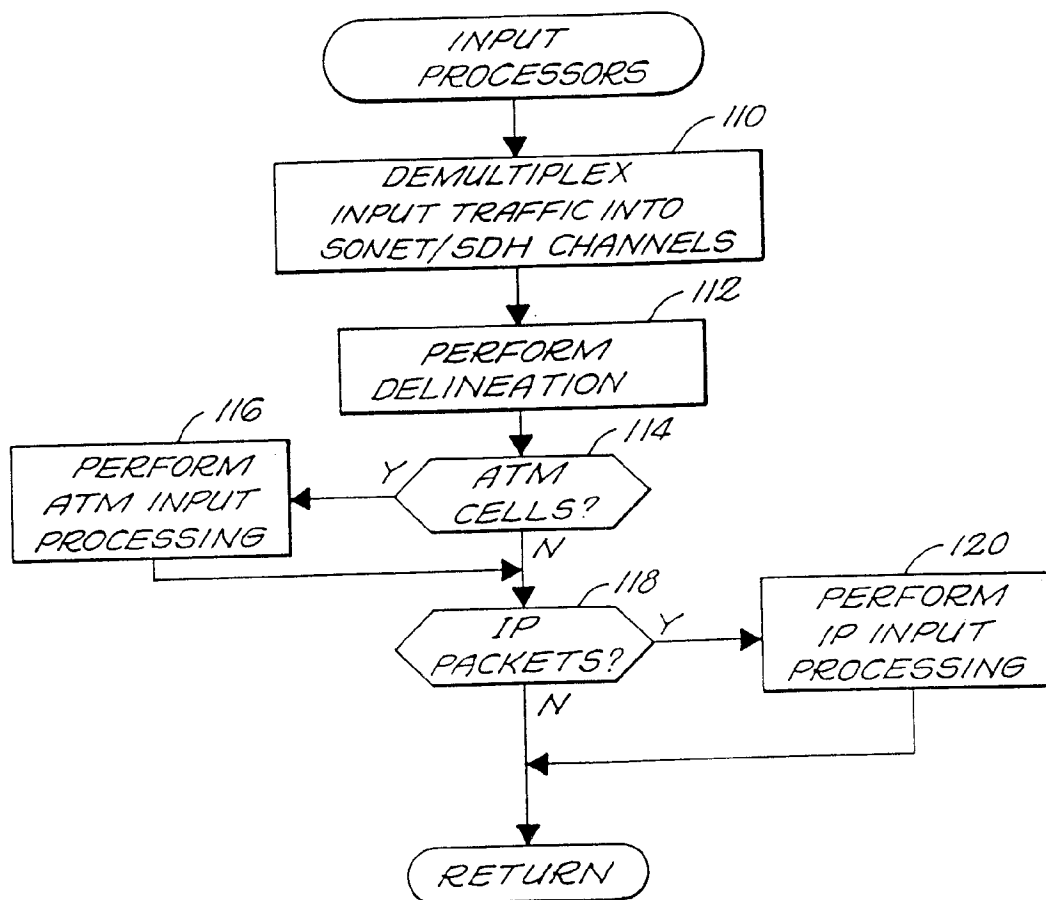 INPUT
PROCESSORS
110
DEMULTIPLEX
INPUT TRAFFIC INTO
SONET/SDH CHANNELS
112
PERFORM
DELINEATION
116
PERFORM
ATM INPUT
PROCESSING
114
Y
ATM
CELLS?
N
118
IP
PACKETS?
Y
N
120
PERFORM
IP INPUT
PROCESSING
RETURN